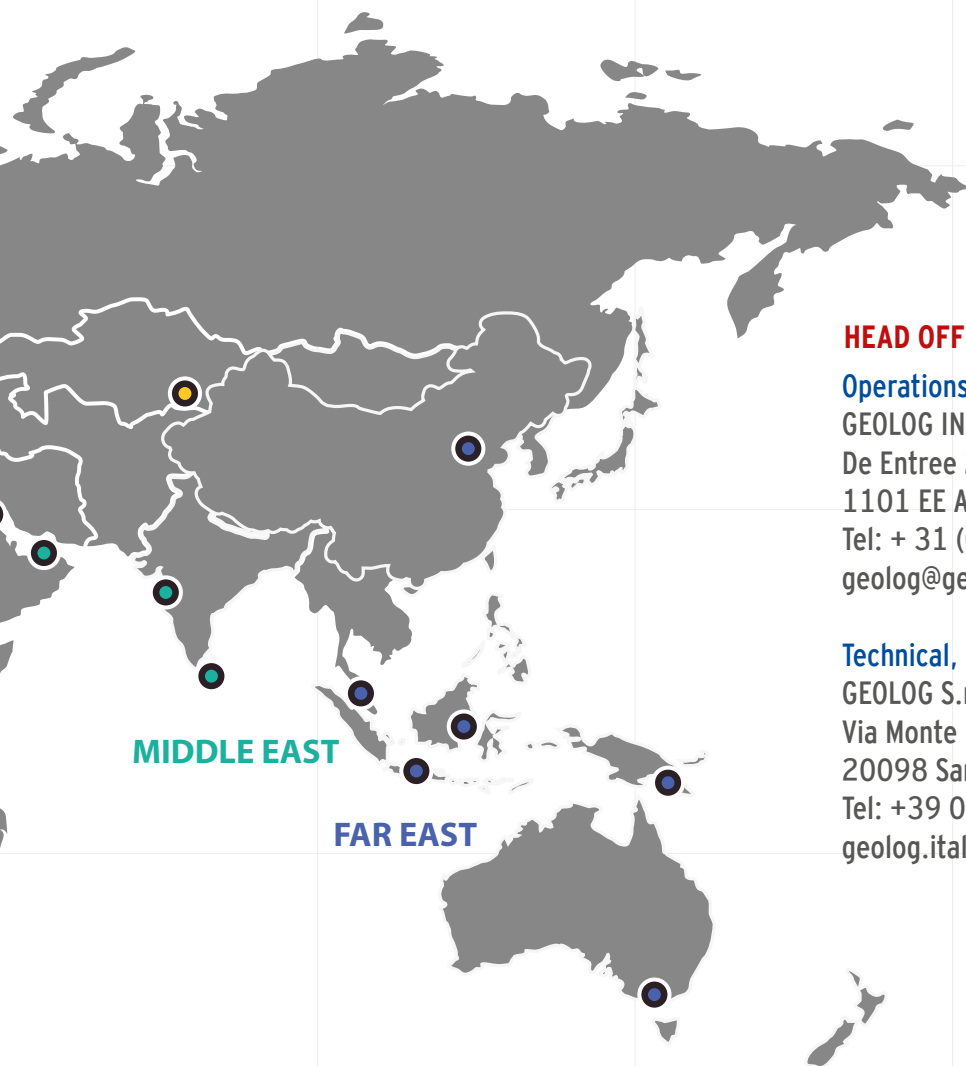 MIDDLE EAST
FAR EAST
HEAD OFF
Operations
GEOLOG IN
De Entree
1101 EE A
Tel: + 31 (
geolog@ge
Technical,
GEOLOG S.r
Via Monte
20098 Sar
Tel: +39 0
geolog.ital